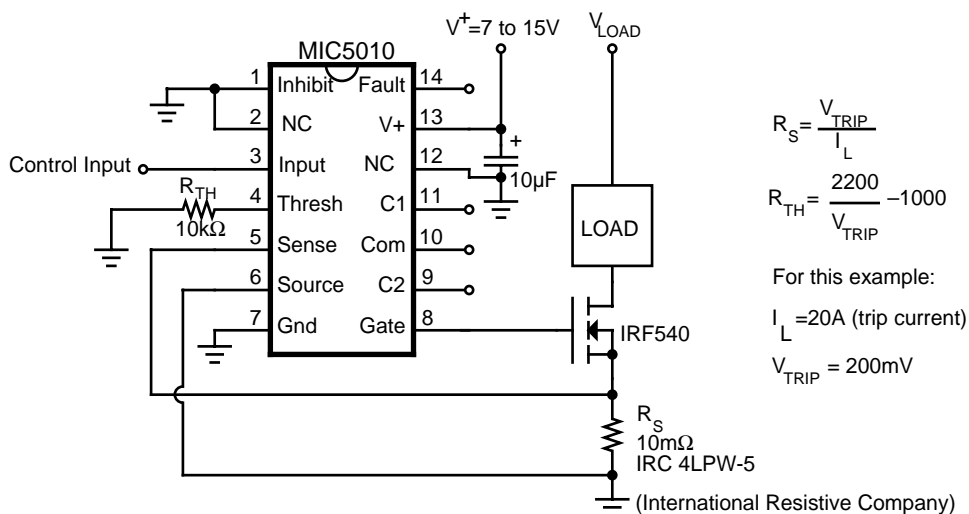 V+=7 to 15V
VLOAD
MIC5010
1 Inhibit Fault 14
2 NC V+ 13
3 Input NC 12
4 Thresh C1 11
5 Sense Com 10
6 Source C2 9
7 Gnd Gate 8
Control Input
RTH
10kΩ
+
10µF
LOAD
IRF540
RS
10mΩ
IRC 4LPW-5
(International Resistive Company)
RS= VTRIP
IL
RTH= 2200 –1000
VTRIP
For this example:
IL =20A (trip current)
VTRIP = 200mV